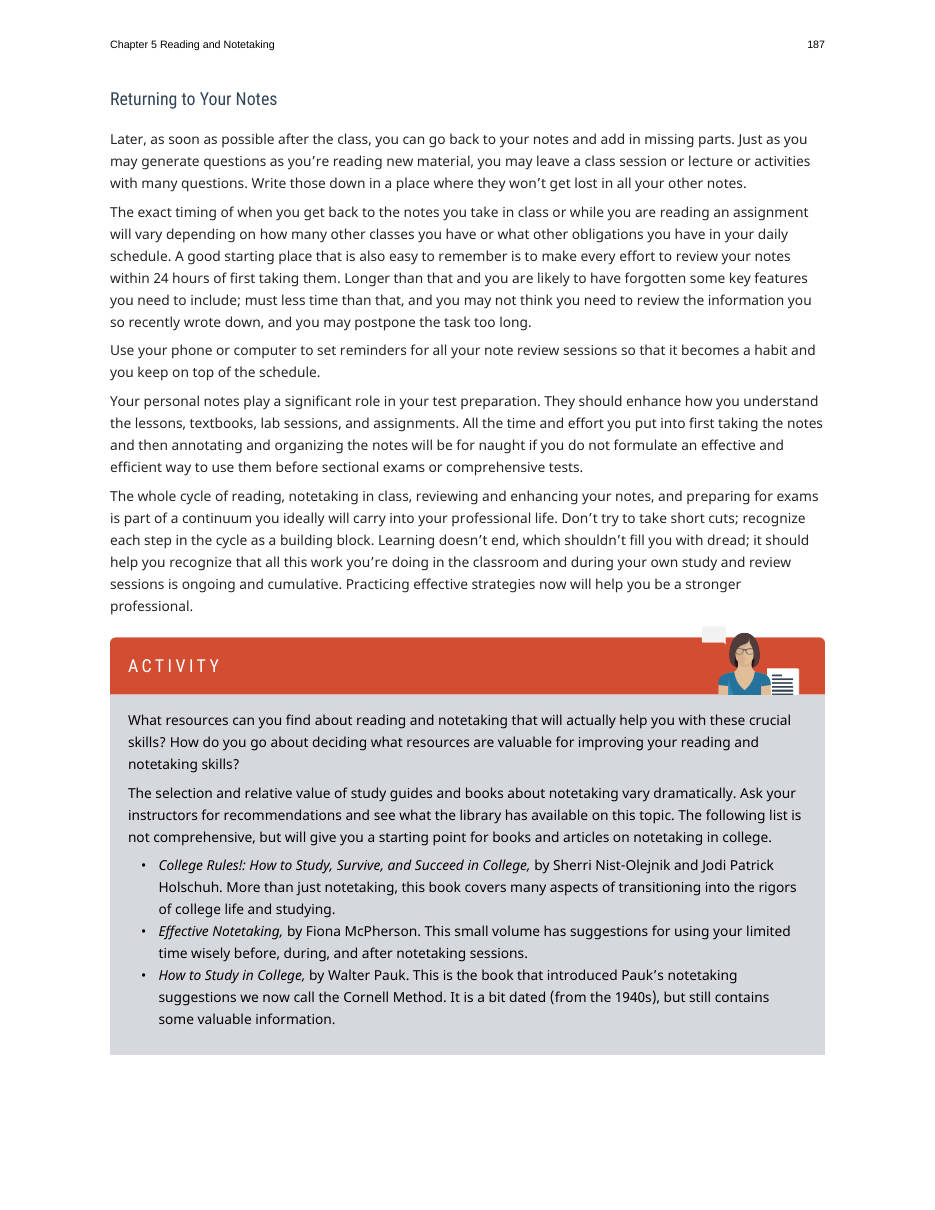 Chapter 5 Reading and Notetaking 187
Returning to Your Notes
Later, as soon as possible after the class, you can go back to your notes and add in missing parts. Just as you
may generate questions as you’re reading new material, you may leave a class session or lecture or activities
with many questions. Write those down in a place where they won’t get lost in all your other notes.
The exact timing of when you get back to the notes you take in class or while you are reading an assignment
will vary depending on how many other classes you have or what other obligations you have in your daily
schedule. A good starting place that is also easy to remember is to make every effort to review your notes
within 24 hours of first taking them. Longer than that and you are likely to have forgotten some key features
you need to include; must less time than that, and you may not think you need to review the information you
so recently wrote down, and you may postpone the task too long.
Use your phone or computer to set reminders for all your note review sessions so that it becomes a habit and
you keep on top of the schedule.
Your personal notes play a significant role in your test preparation. They should enhance how you understand
the lessons, textbooks, lab sessions, and assignments. All the time and effort you put into first taking the notes
and then annotating and organizing the notes will be for naught if you do not formulate an effective and
efficient way to use them before sectional exams or comprehensive tests.
The whole cycle of reading, notetaking in class, reviewing and enhancing your notes, and preparing for exams
is part of a continuum you ideally will carry into your professional life. Don’t try to take short cuts; recognize
each step in the cycle as a building block. Learning doesn’t end, which shouldn’t fill you with dread; it should
help you recognize that all this work you’re doing in the classroom and during your own study and review
sessions is ongoing and cumulative. Practicing effective strategies now will help you be a stronger
professional.
ACTIVITY
What resources can you find about reading and notetaking that will actually help you with these crucial
skills? How do you go about deciding what resources are valuable for improving your reading and
notetaking skills?
The selection and relative value of study guides and books about notetaking vary dramatically. Ask your
instructors for recommendations and see what the library has available on this topic. The following list is
not comprehensive, but will give you a starting point for books and articles on notetaking in college.
• College Rules!: How to Study, Survive, and Succeed in College, by Sherri Nist-Olejnik and Jodi Patrick
Holschuh. More than just notetaking, this book covers many aspects of transitioning into the rigors
of college life and studying.
• Effective Notetaking, by Fiona McPherson. This small volume has suggestions for using your limited
time wisely before, during, and after notetaking sessions.
• How to Study in College, by Walter Pauk. This is the book that introduced Pauk’s notetaking
suggestions we now call the Cornell Method. It is a bit dated (from the 1940s), but still contains
some valuable information.